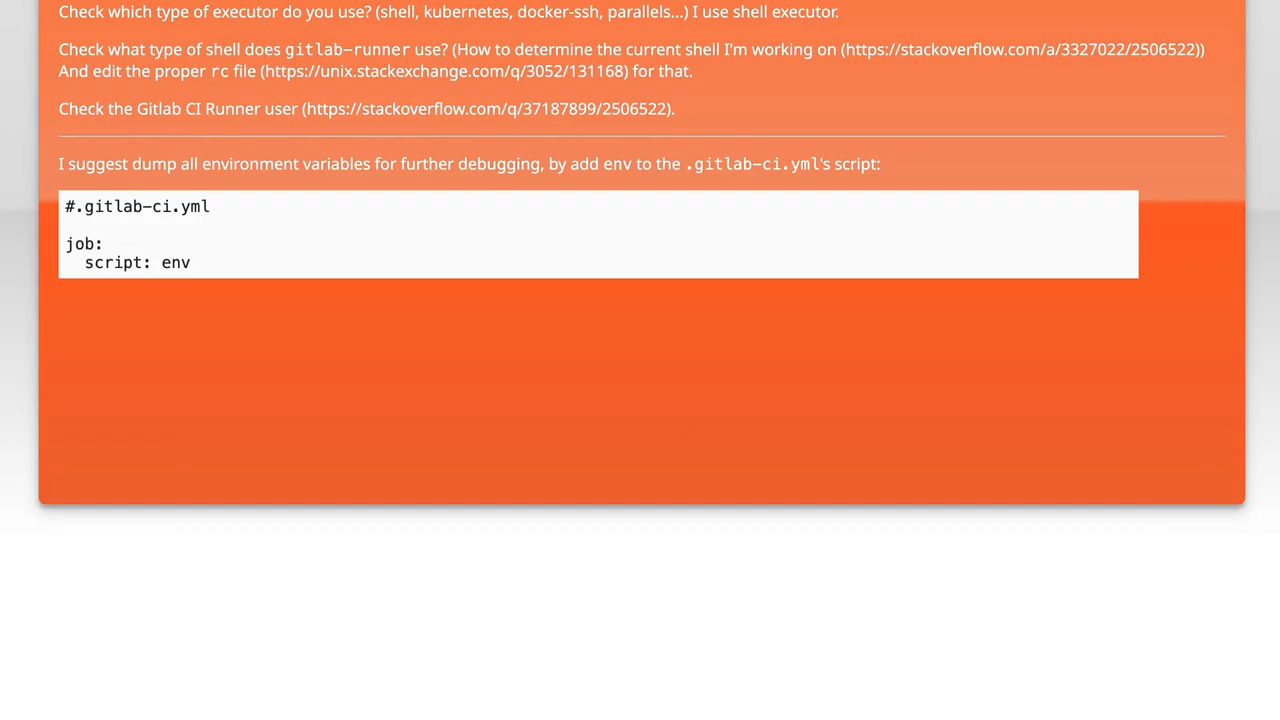 Check which type of executor do you use? (shell, kubernetes, docker-ssh, parallels...) I use shell executor.
Check what type of shell does gitlab-runner use? (How to determine the current shell I'm working on (https://stackoverflow.com/a/3327022/2506522))
And edit the proper rc file (https://unix.stackexchange.com/q/3052/131168) for that.
Check the Gitlab CI Runner user (https://stackoverflow.com/q/37187899/2506522).
I suggest dump all environment variables for further debugging, by add env to the .gitlab-ci.yml's script:
#.gitlab-ci.yml
job:
  script: env